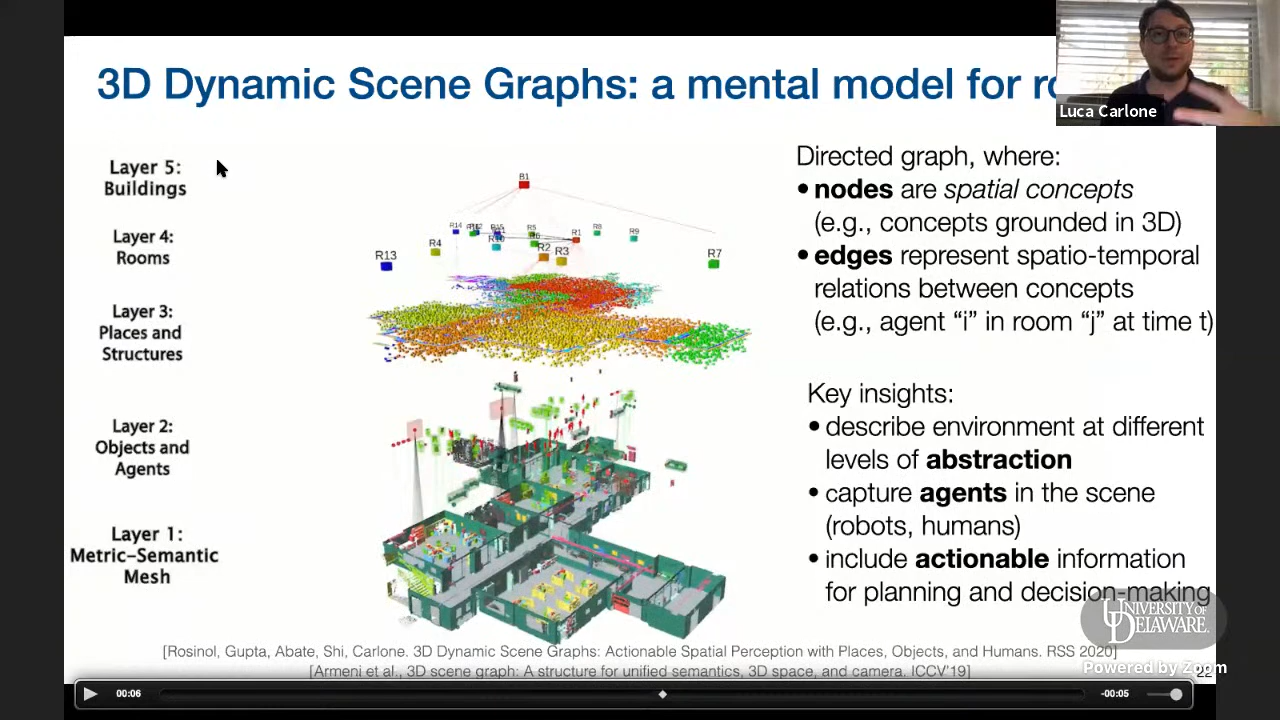 3D Dynamic Scene Graphs: a mental model for ro
Luca Carlone
Layer 5:
Buildings
Layer 4:
Rooms
Layer 3:
Places and
Structures
Layer 2:
Objects and
Agents
Layer 1:
Metric-Semantic
Mesh
B1
R14
R5
R1
R8
R9
R13
R4
R2
R3
R7
Directed graph, where:
• nodes are spatial concepts
(e.g., concepts grounded in 3D)
• edges represent spatio-temporal
relations between concepts
(e.g., agent “i” in room “j” at time t)
Key insights:
• describe environment at different
levels of abstraction
• capture agents in the scene
(robots, humans)
• include actionable information
for planning and decision-making
UNIVERSITY OF
DELAWARE.
Powered by Zoom
[Rosinol, Gupta, Abate, Shi, Carlone. 3D Dynamic Scene Graphs: Actionable Spatial Perception with Places, Objects, and Humans. RSS 2020]
[Armeni et al., 3D scene graph: A structure for unified semantics, 3D space, and camera. ICCV'19]
22
00:06
-00:05